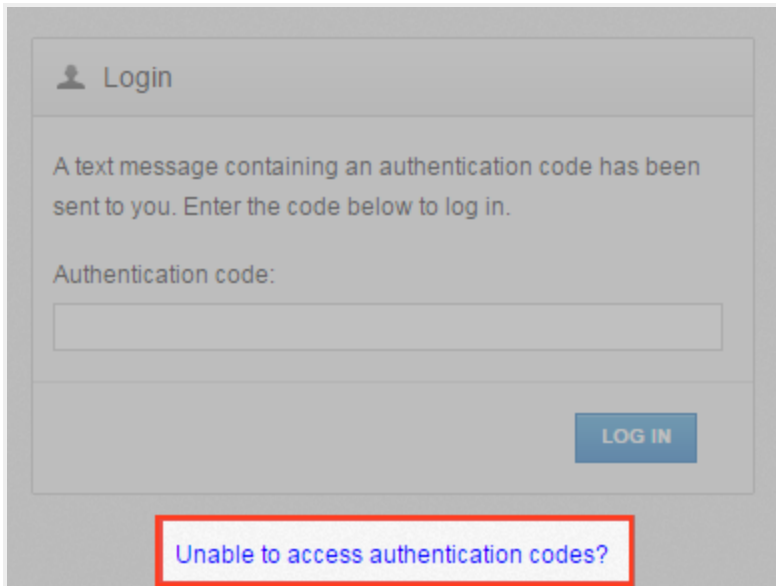 Login
A text message containing an authentication code has been
sent to you. Enter the code below to log in.
Authentication code:
LOG IN
Unable to access authentication codes?